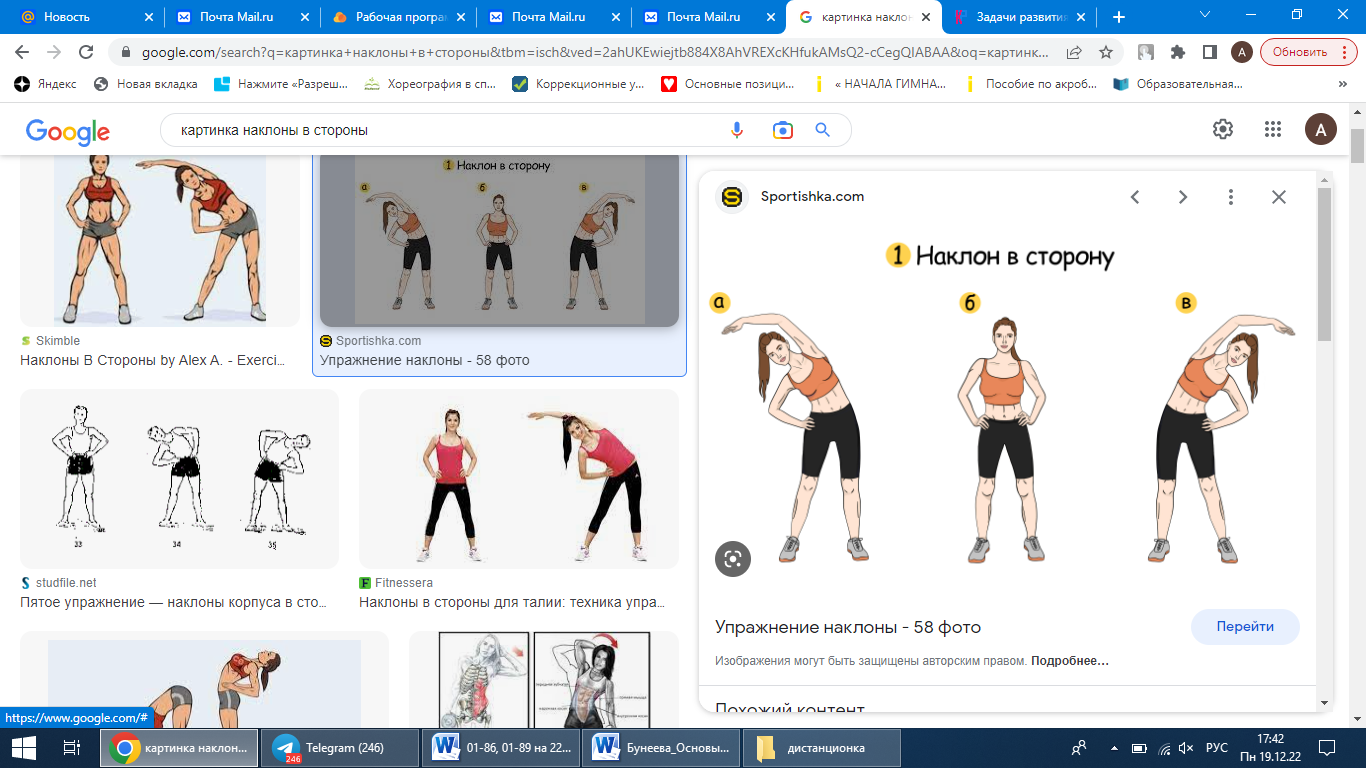 Новость
Почта Mail.ru
Рабочая програ
Почта Mail.ru
Почта Mail.ru
картинка наклон
Задачи развития
google.com/search?q=картинка+наклоны+в+стороны&tbm=isch&ved=2ahUKEwiejtb884X8AhVREXcKHfukAMsQ2-cCegQIABAA&oq=картинк...
A
Обновить
Яндекс
Новая вкладка
Нажмите «Разреш...
Хореография в сп...
Коррекционные у...
Основные позици...
« НАЧАЛА ГИМНА...
Пособие по акроб...
Образовательная...
»
Google
картинка наклоны в стороны
A
1 Наклон в сторону
а б в
Skimble
Наклоны В Стороны by Alex A. - Exerci...
Sportishka.com
Упражнение наклоны - 58 фото
33 34 35
studfile.net
Пятое упражнение — наклоны корпуса в сто...
Fitnessera
Наклоны в стороны для талии: техника упра...
Sportishka.com
1 Наклон в сторону
а б в
Упражнение наклоны - 58 фото
Перейти
Изображения могут быть защищены авторским правом. Подробнее...
Похожий контент
https://www.google.com/#
картинка наклон...
Telegram (246)
246
01-86, 01-89 на 22...
Бунеева_Основы...
дистанционка
РУС
17:42
Пн 19.12.22